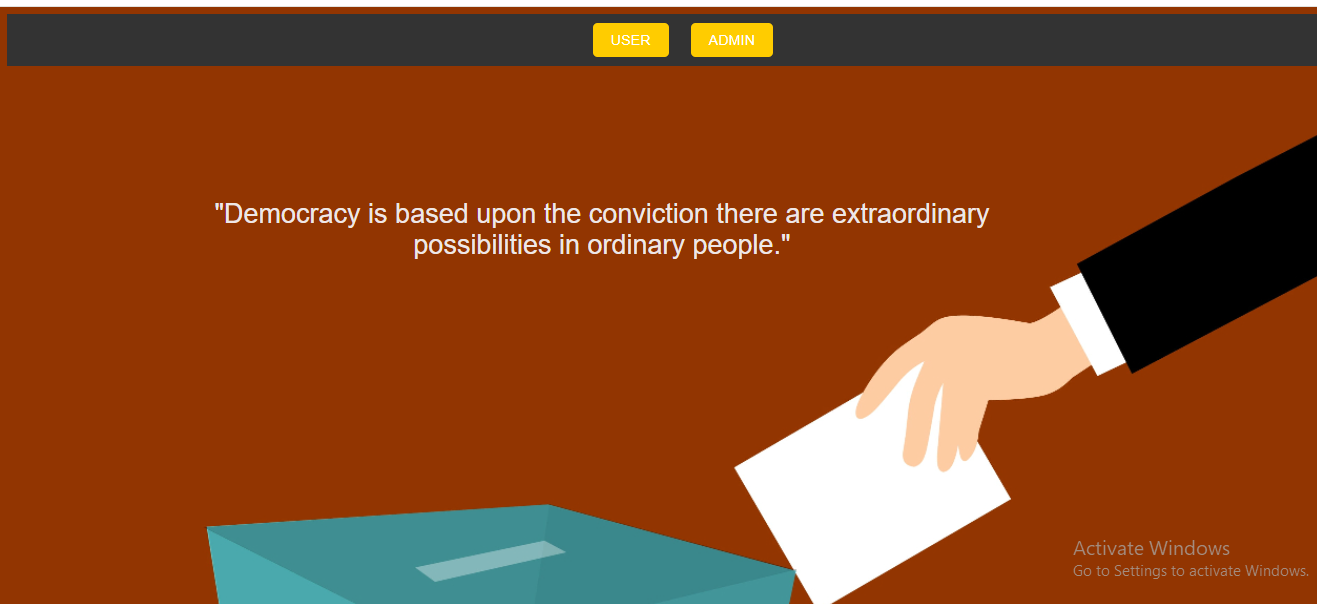 USER ADMIN
"Democracy is based upon the conviction there are extraordinary
possibilities in ordinary people."
Activate Windows
Go to Settings to activate Windows.